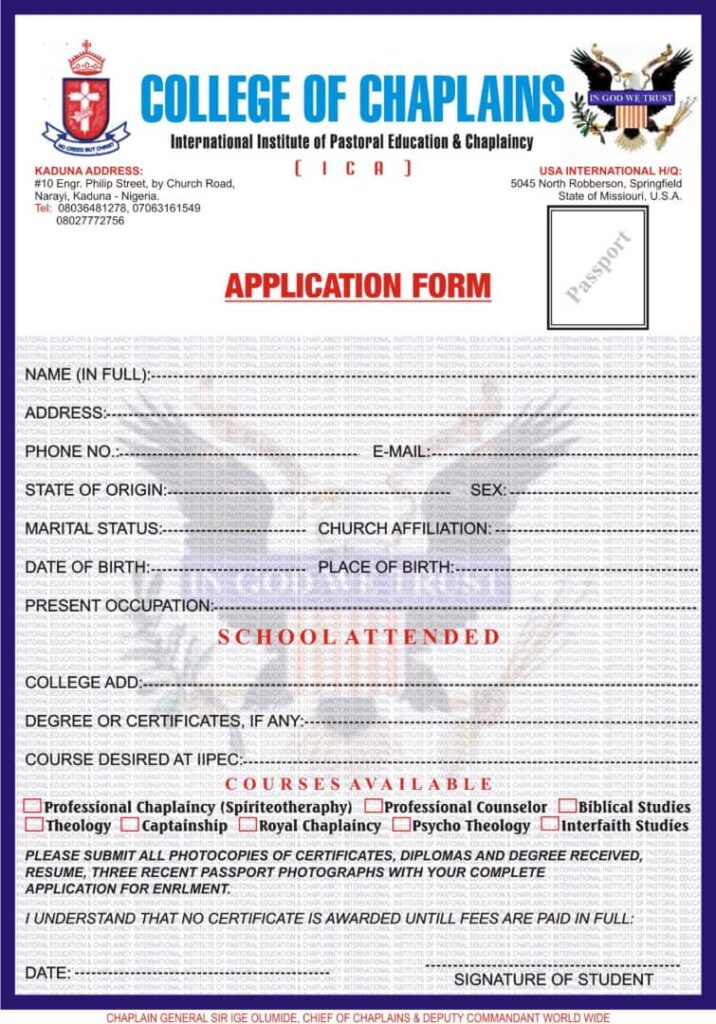 COLLEGE OF CHAPLAINS
International Institute of Pastoral Education & Chaplaincy
( I C A )
NO CREED BUT CHRIST
IN GOD WE TRUST
KADUNA ADDRESS:
#10 Engr. Philip Street, by Church Road,
Narayi, Kaduna - Nigeria.
Tel: 08036481278, 07063161549
08027772756
USA INTERNATIONAL H/Q:
5045 North Robberson, Springfield
State of Missiouri, U.S.A.
Passport
APPLICATION FORM
NAME (IN FULL):
ADDRESS:
PHONE NO.: E-MAIL:
STATE OF ORIGIN: SEX:
MARITAL STATUS: CHURCH AFFILIATION:
DATE OF BIRTH: PLACE OF BIRTH:
IN GOD WE TRUST
PRESENT OCCUPATION:
SCHOOL ATTENDED
COLLEGE ADD:
DEGREE OR CERTIFICATES, IF ANY:
COURSE DESIRED AT IIPEC:
COURSES AVAILABLE
Professional Chaplaincy (Spiriteotheraphy) Professional Counselor Biblical Studies
Theology Captainship Royal Chaplaincy Psycho Theology Interfaith Studies
PLEASE SUBMIT ALL PHOTOCOPIES OF CERTIFICATES, DIPLOMAS AND DEGREE RECEIVED,
RESUME, THREE RECENT PASSPORT PHOTOGRAPHS WITH YOUR COMPLETE
APPLICATION FOR ENRLMENT.
I UNDERSTAND THAT NO CERTIFICATE IS AWARDED UNTILL FEES ARE PAID IN FULL:
DATE:
SIGNATURE OF STUDENT
CHAPLAIN GENERAL SIR IGE OLUMIDE, CHIEF OF CHAPLAINS & DEPUTY COMMANDANT WORLD WIDE